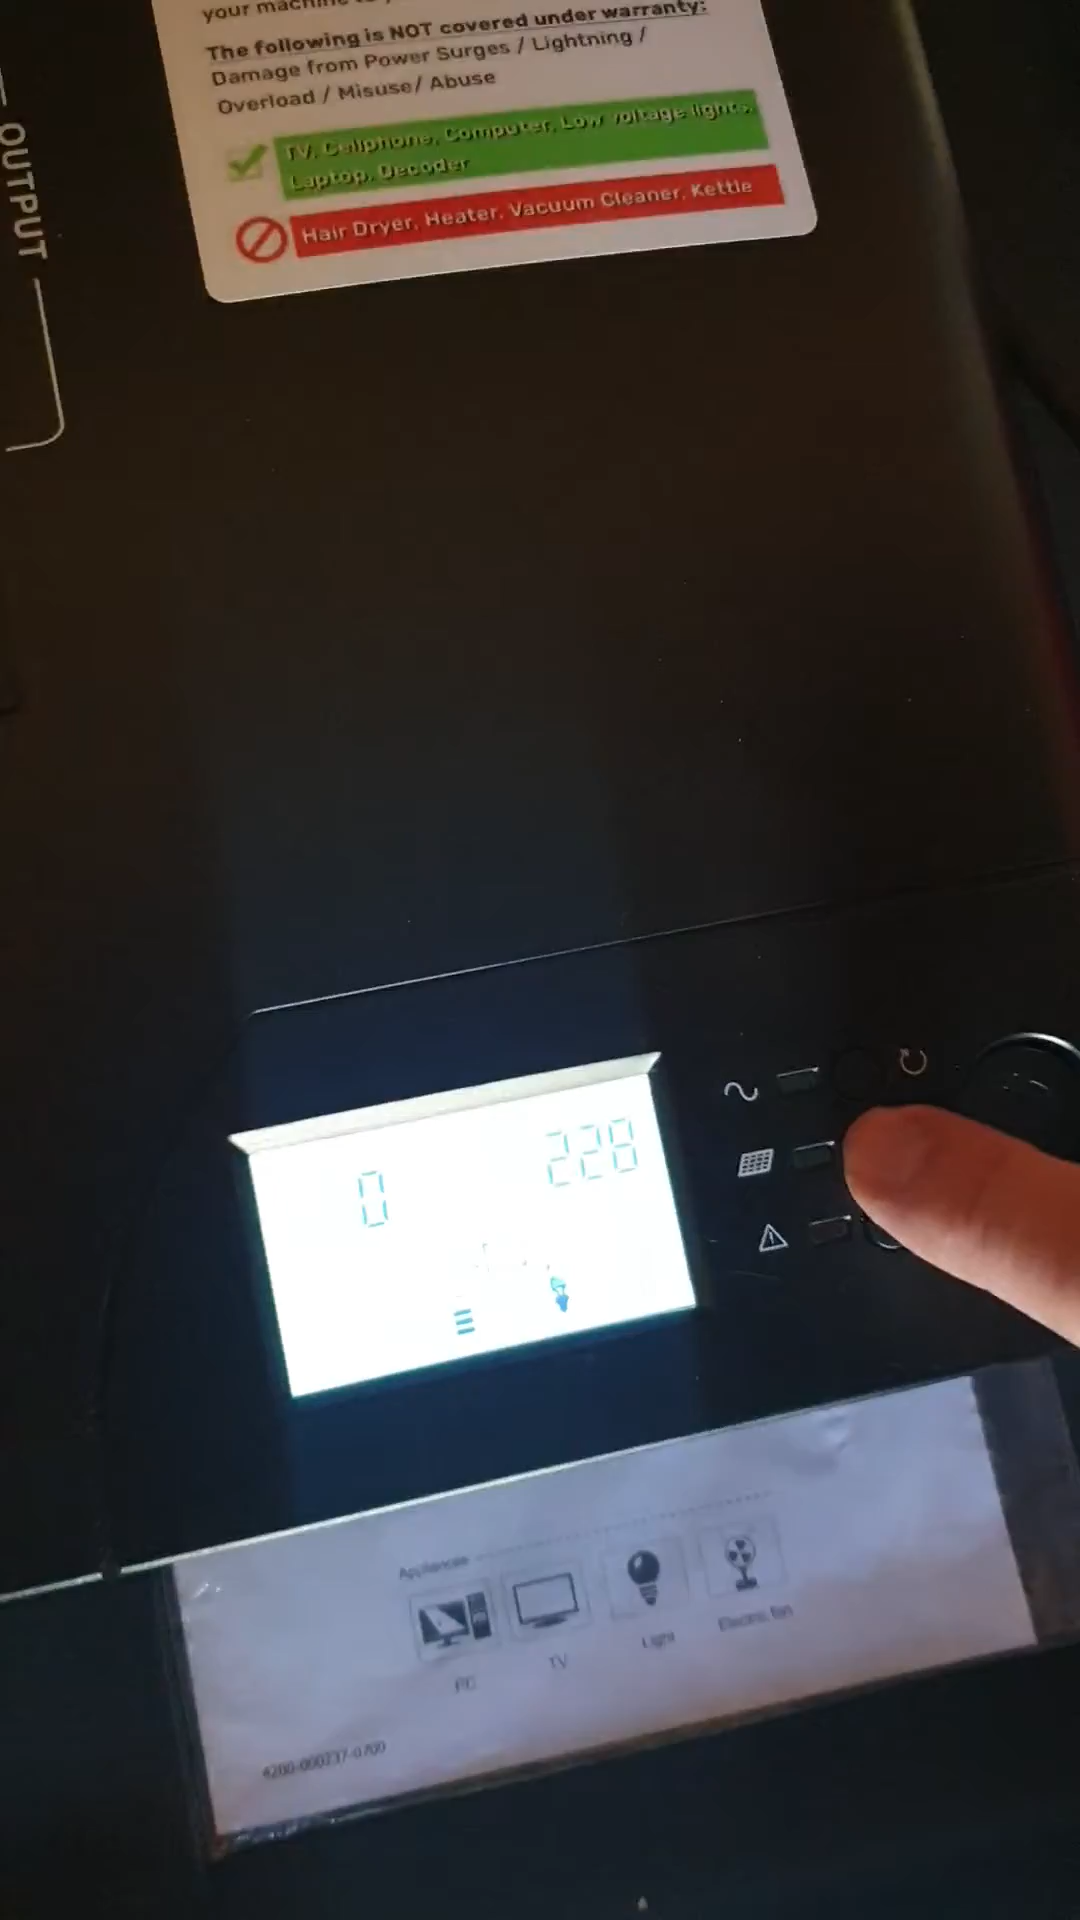 your machine to
The following is NOT covered under warranty:
Damage from Power Surges / Lightning /
Overload / Misuse/ Abuse
TV, Cellphone, Computer, Low voltage lights,
Laptop, Decoder
Hair Dryer, Heater, Vacuum Cleaner, Kettle
OUTPUT
0
228
Appliances
PC
TV
Light
Electric fan
4200-000737-0700